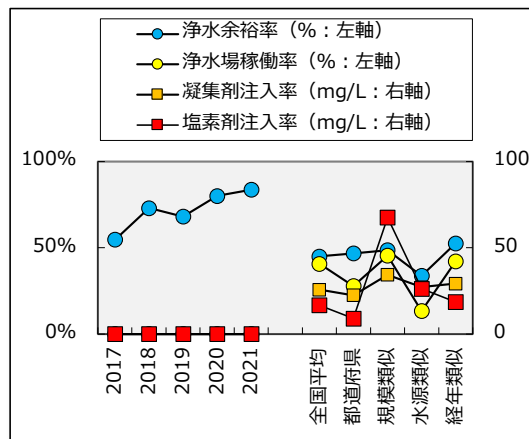 浄水余裕率（%：左軸）
浄水場稼働率（%：左軸）
凝集剤注入率（mg/L：右軸）
塩素剤注入率（mg/L：右軸）
100%
50%
0%
100
50
0
2017
2018
2019
2020
2021
全国平均
都道府県
規模類似
水源類似
経年類似